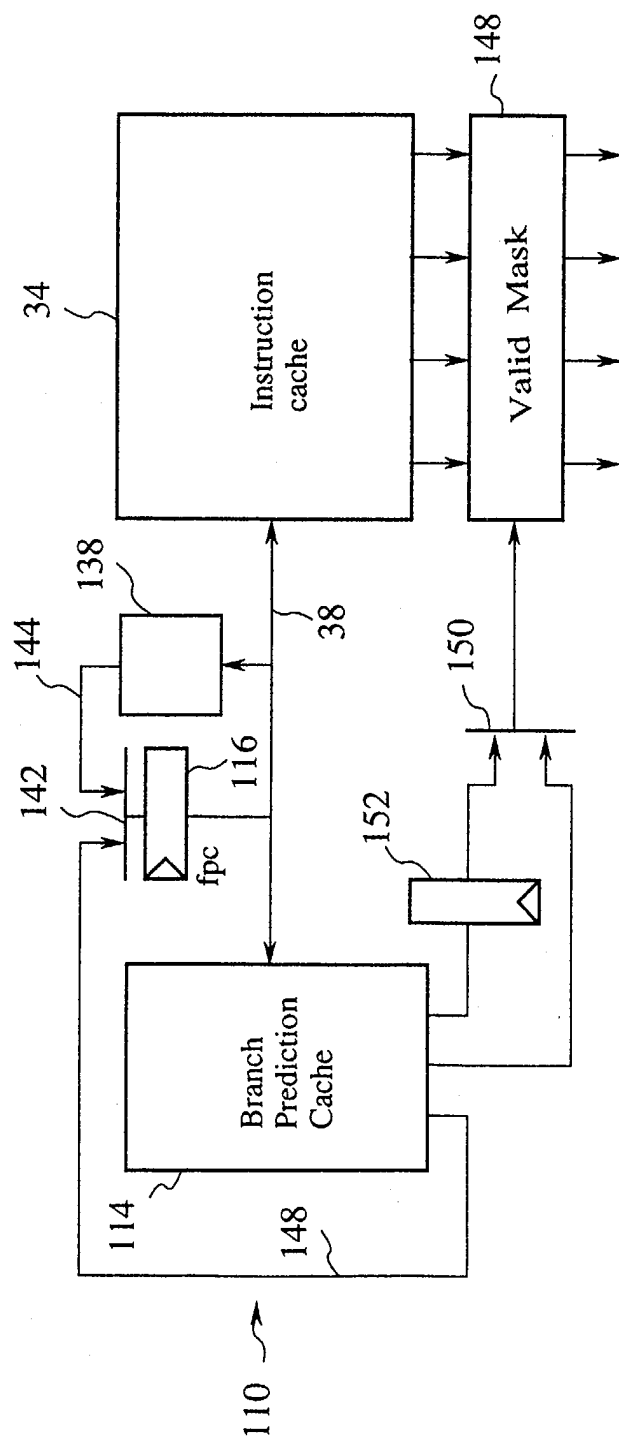 110
114
148
Branch
Prediction
Cache
142
144
138
116
fpc
38
34
Instruction
cache
152
150
148
Valid Mask